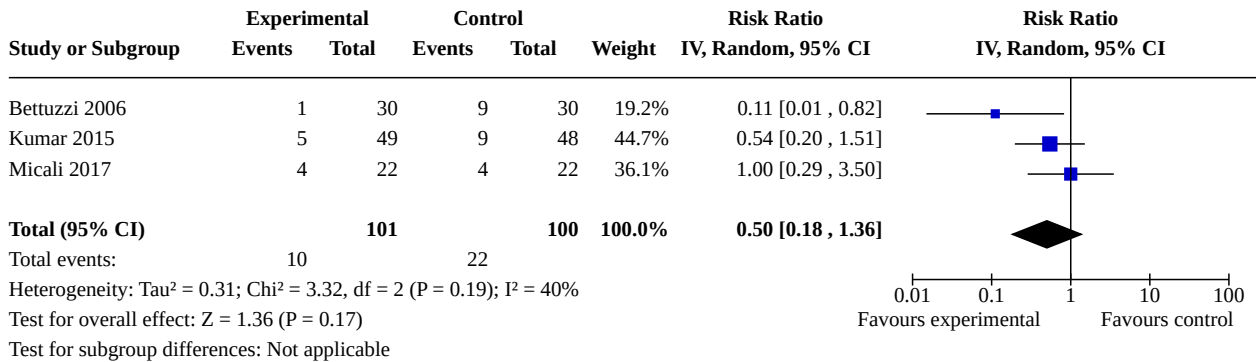 Experimental Control Risk Ratio Risk Ratio
Study or Subgroup Events Total Events Total Weight IV, Random, 95% CI IV, Random, 95% CI
Bettuzzi 2006 1 30 9 30 19.2% 0.11 [0.01 , 0.82]
Kumar 2015 5 49 9 48 44.7% 0.54 [0.20 , 1.51]
Micali 2017 4 22 4 22 36.1% 1.00 [0.29 , 3.50]
Total (95% CI) 101 100 100.0% 0.50 [0.18 , 1.36]
Total events: 10 22
Heterogeneity: Tau² = 0.31; Chi² = 3.32, df = 2 (P = 0.19); I² = 40%
0.01 0.1 1 10 100
Test for overall effect: Z = 1.36 (P = 0.17) Favours experimental Favours control
Test for subgroup differences: Not applicable